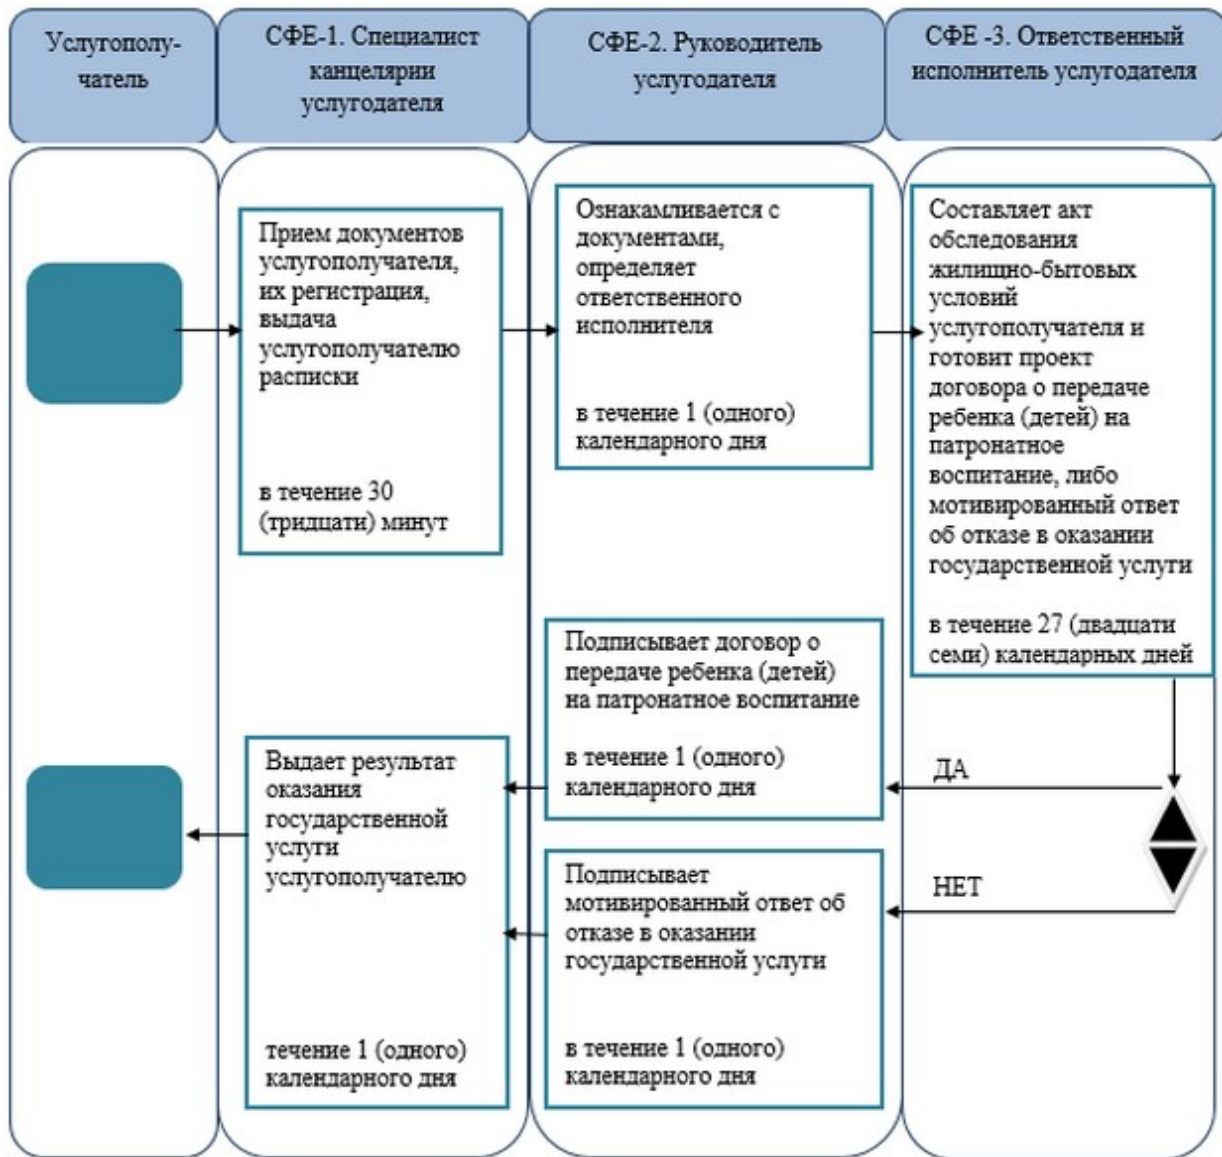 Услугополу-
чатель
СФЕ-1. Специалист
канцелярии
услугодателя
СФЕ-2. Руководитель
услугодателя
СФЕ -3. Ответственный
исполнитель услугодателя
Прием документов
услугополучателя,
их регистрация,
выдача
услугополучателю
расписки
в течение 30
(тридцати) минут
Ознакамливается с
документами,
определяет
ответственного
исполнителя
в течение 1 (одного)
календарного дня
Составляет акт
обследования
жилищно-бытовых
условий
услугополучателя и
готовит проект
договора о передаче
ребенка (детей) на
патронатное
воспитание, либо
мотивированный ответ
об отказе в оказании
государственной услуги
в течение 27 (двадцати
семи) календарных дней
Подписывает договор о
передаче ребенка (детей)
на патронатное воспитание
в течение 1 (одного)
календарного дня
ДА
Выдает результат
оказания
государственной
услуги
услугополучателю
течение 1 (одного)
календарного дня
Подписывает
мотивированный ответ об
отказе в оказании
государственной услуги
в течение 1 (одного)
календарного дня
НЕТ